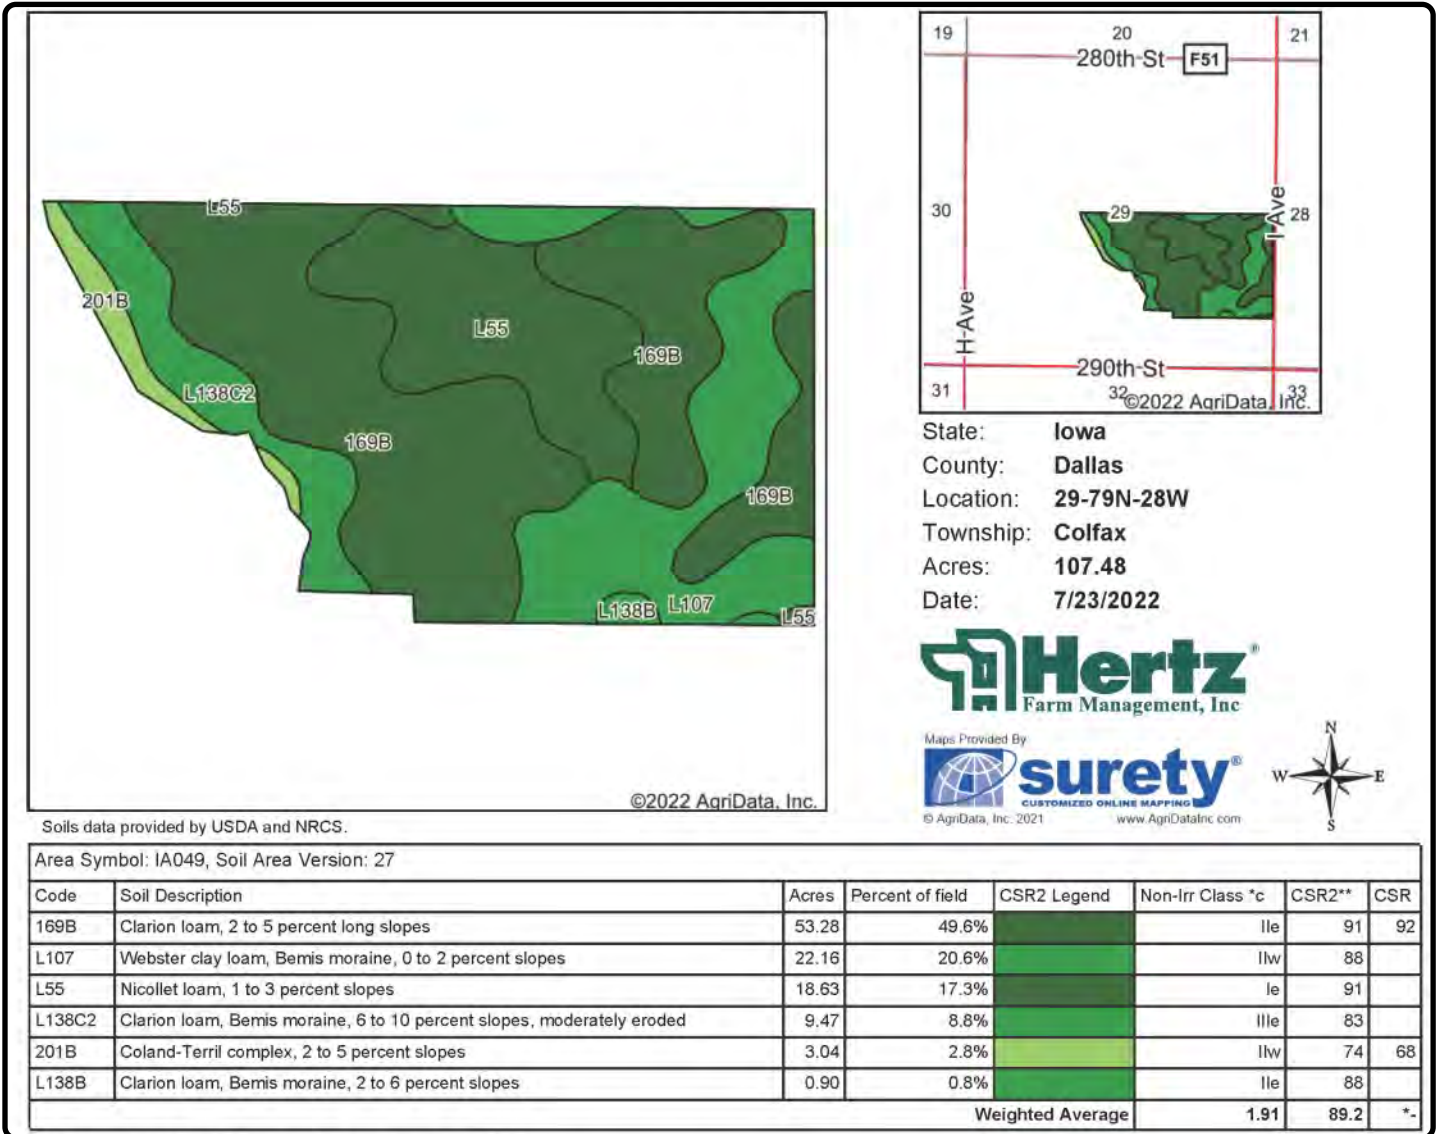 L55
201B
L55
169B
L138C2
169B
169B
L138B
L107
L55
©2022 AgriData, Inc.
19
20
21
280th St
F51
30
29
I-Ave
28
H-Ave
290th-St
31
32
33
©2022 AgriData, Inc.
State: Iowa
County: Dallas
Location: 29-79N-28W
Township: Colfax
Acres: 107.48
Date: 7/23/2022
Hertz®
Farm Management, Inc
Maps Provided By
surety®
CUSTOMIZED ONLINE MAPPING
© AgriData, Inc. 2021 www.AgriDataInc.com
N
W E
S
Soils data provided by USDA and NRCS.
Area Symbol: IA049, Soil Area Version: 27
Code Soil Description Acres Percent of field CSR2 Legend Non-Irr Class *c CSR2** CSR
169B Clarion loam, 2 to 5 percent long slopes 53.28 49.6% IIe 91 92
L107 Webster clay loam, Bemis moraine, 0 to 2 percent slopes 22.16 20.6% IIw 88
L55 Nicollet loam, 1 to 3 percent slopes 18.63 17.3% Ie 91
L138C2 Clarion loam, Bemis moraine, 6 to 10 percent slopes, moderately eroded 9.47 8.8% IIIe 83
201B Coland-Terril complex, 2 to 5 percent slopes 3.04 2.8% IIw 74 68
L138B Clarion loam, Bemis moraine, 2 to 6 percent slopes 0.90 0.8% IIe 88
Weighted Average 1.91 89.2 *-